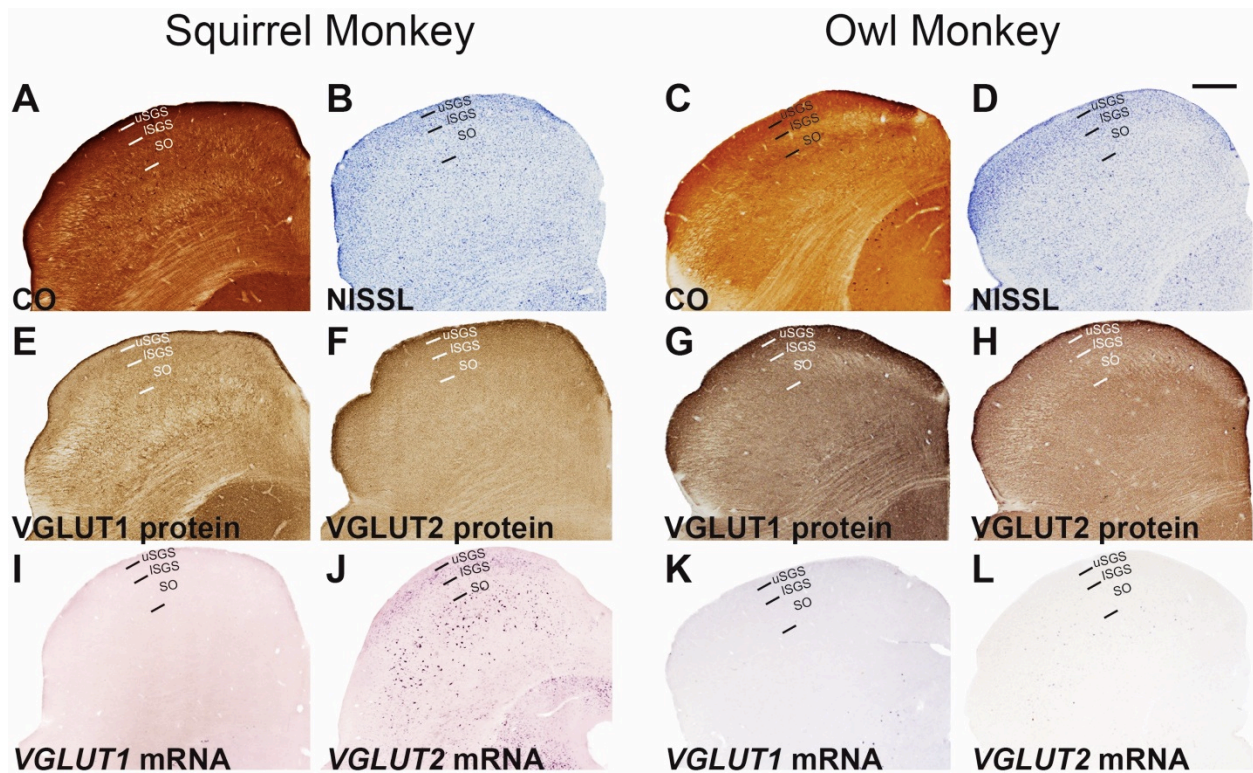 Squirrel Monkey
Owl Monkey
A
uSGS
lSGS
SO
CO
B
uSGS
lSGS
SO
NISSL
C
uSGS
lSGS
SO
CO
D
uSGS
lSGS
SO
NISSL
E
uSGS
lSGS
SO
VGLUT1 protein
F
uSGS
lSGS
SO
VGLUT2 protein
G
uSGS
lSGS
SO
VGLUT1 protein
H
uSGS
lSGS
SO
VGLUT2 protein
I
uSGS
lSGS
SO
VGLUT1 mRNA
J
uSGS
lSGS
SO
VGLUT2 mRNA
K
uSGS
lSGS
SO
VGLUT1 mRNA
L
uSGS
lSGS
SO
VGLUT2 mRNA